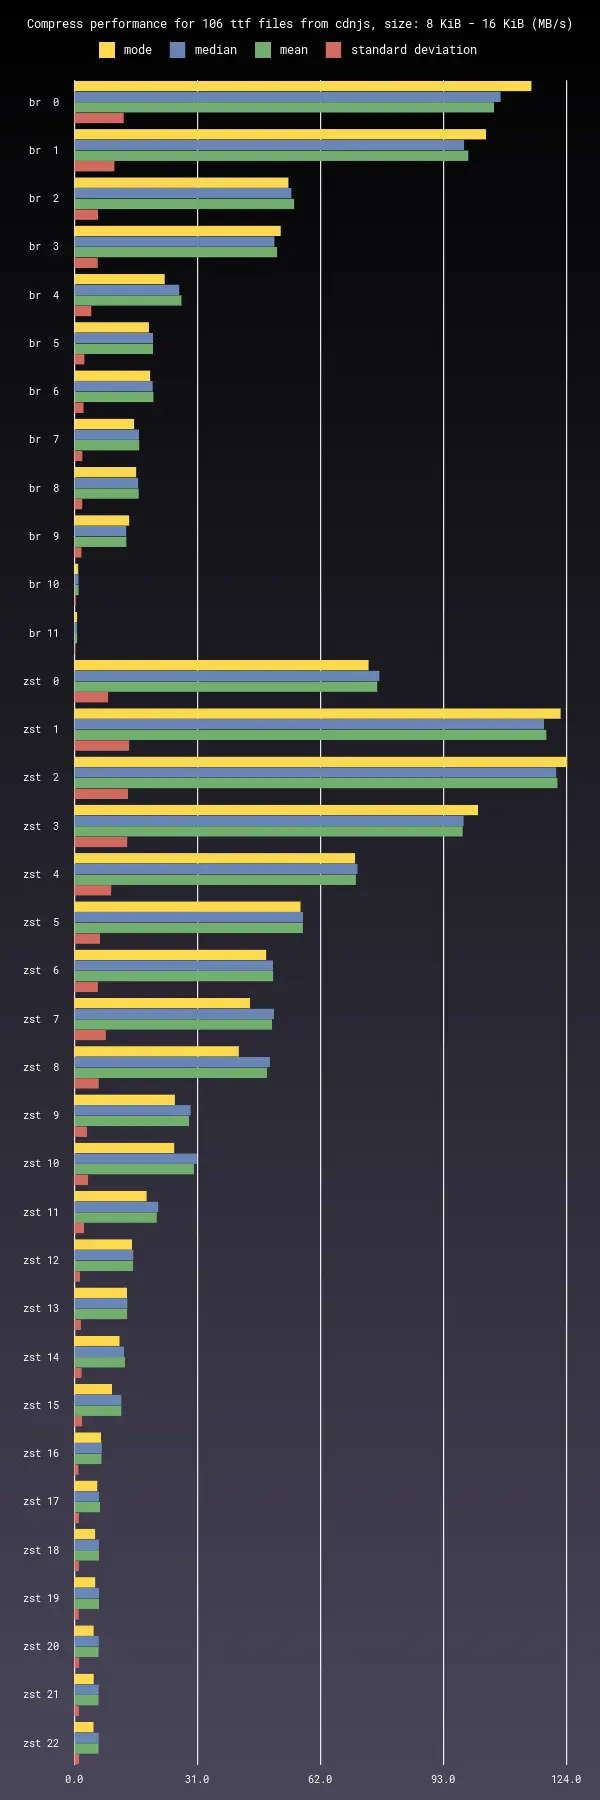 Compress performance for 106 ttf files from cdnjs, size: 8 KiB - 16 KiB (MB/s)
mode median mean standard deviation
br 0
br 1
br 2
br 3
br 4
br 5
br 6
br 7
br 8
br 9
br 10
br 11
zst 0
zst 1
zst 2
zst 3
zst 4
zst 5
zst 6
zst 7
zst 8
zst 9
zst 10
zst 11
zst 12
zst 13
zst 14
zst 15
zst 16
zst 17
zst 18
zst 19
zst 20
zst 21
zst 22
0.0 31.0 62.0 93.0 124.0